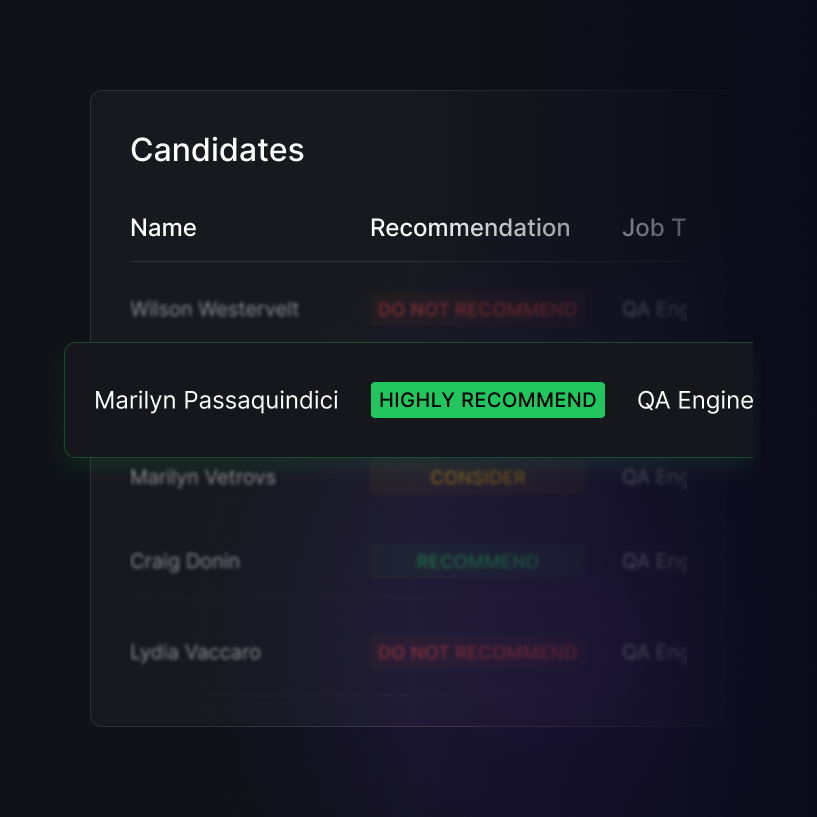 Candidates
Name Recommendation Job T
Wilson Westervelt DO NOT RECOMMEND QA Eng
Marilyn Passaquindici HIGHLY RECOMMEND QA Engine
Marilyn Vetrovs CONSIDER QA Eng
Craig Donin RECOMMEND QA Eng
Lydia Vaccaro DO NOT RECOMMEND QA Eng